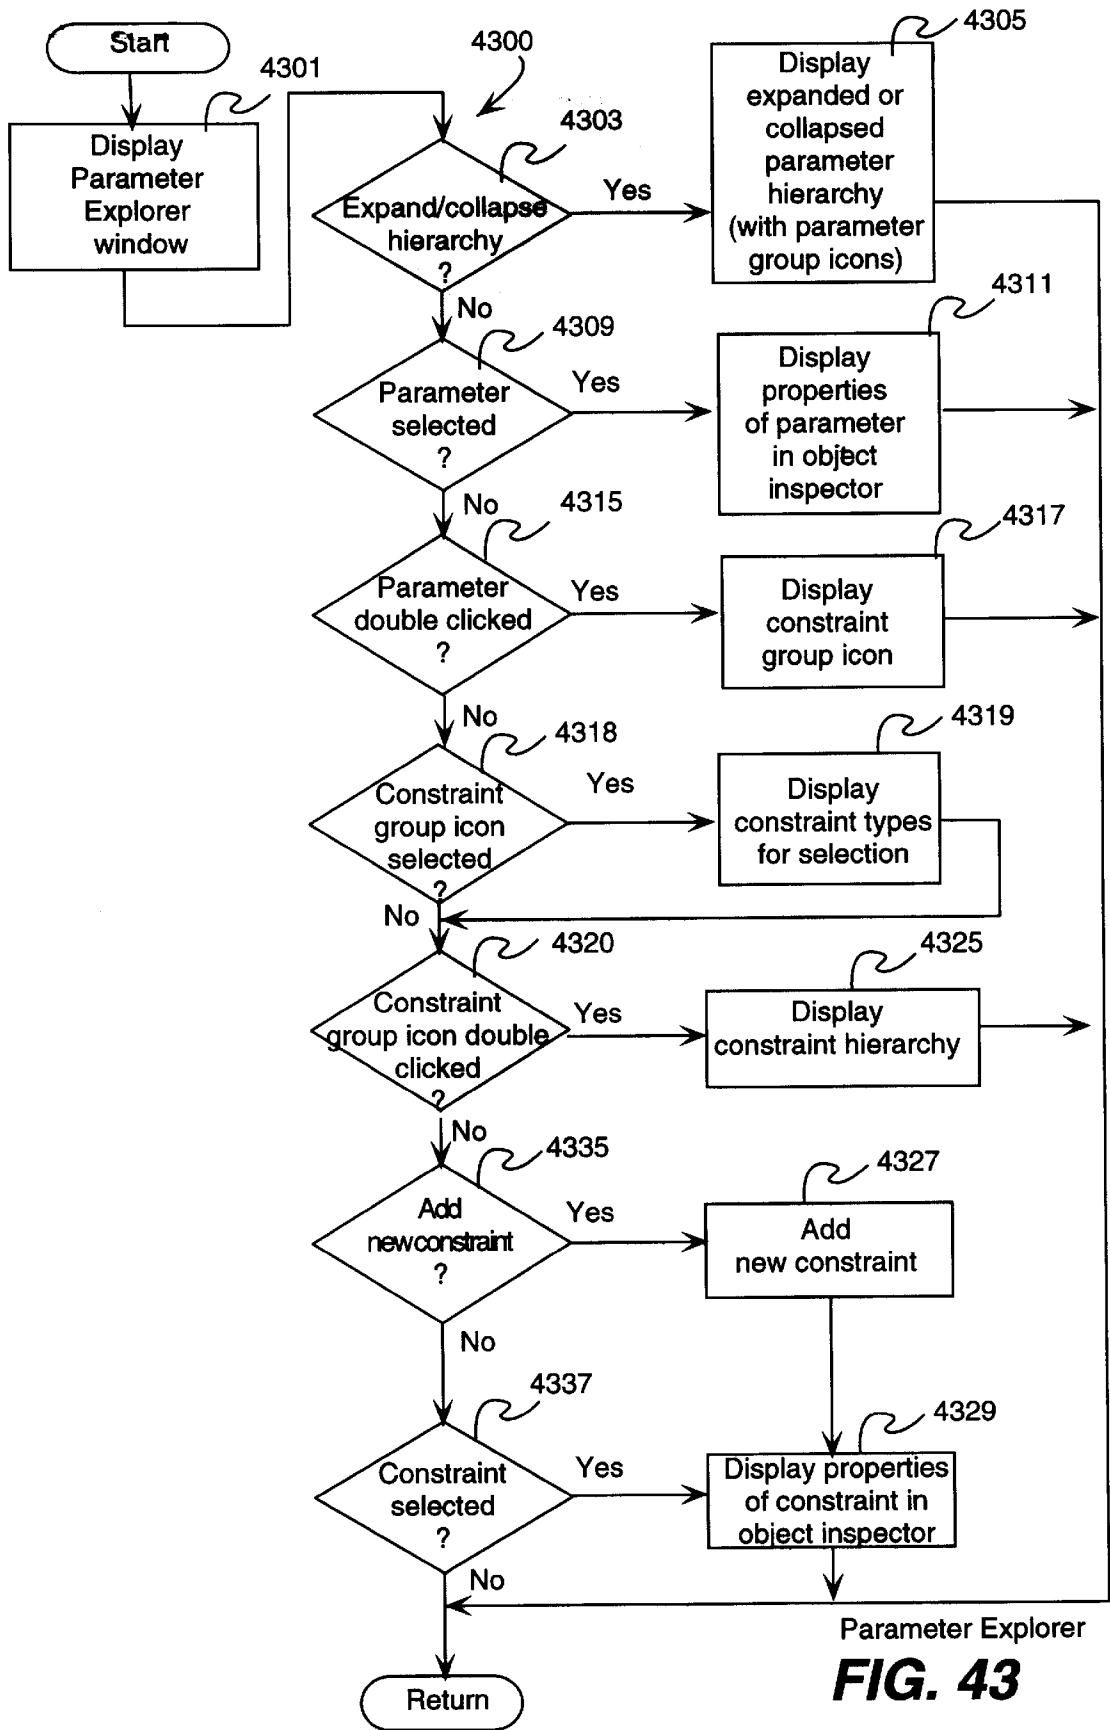 Start
4301
Display
Parameter
Explorer
window
4300
4303
Expand/collapse
hierarchy
?
Yes
4305
Display
expanded or
collapsed
parameter
hierarchy
(with parameter
group icons)
No
4309
Parameter
selected
?
Yes
4311
Display
properties
of parameter
in object
inspector
No
4315
Parameter
double clicked
?
Yes
4317
Display
constraint
group icon
No
4318
Constraint
group icon
selected
?
Yes
4319
Display
constraint types
for selection
No
4320
Constraint
group icon double
clicked
?
Yes
4325
Display
constraint hierarchy
No
4335
Add
new constraint
?
Yes
4327
Add
new constraint
No
4337
Constraint
selected
?
Yes
4329
Display properties
of constraint in
object inspector
No
Return
Parameter Explorer
FIG. 43